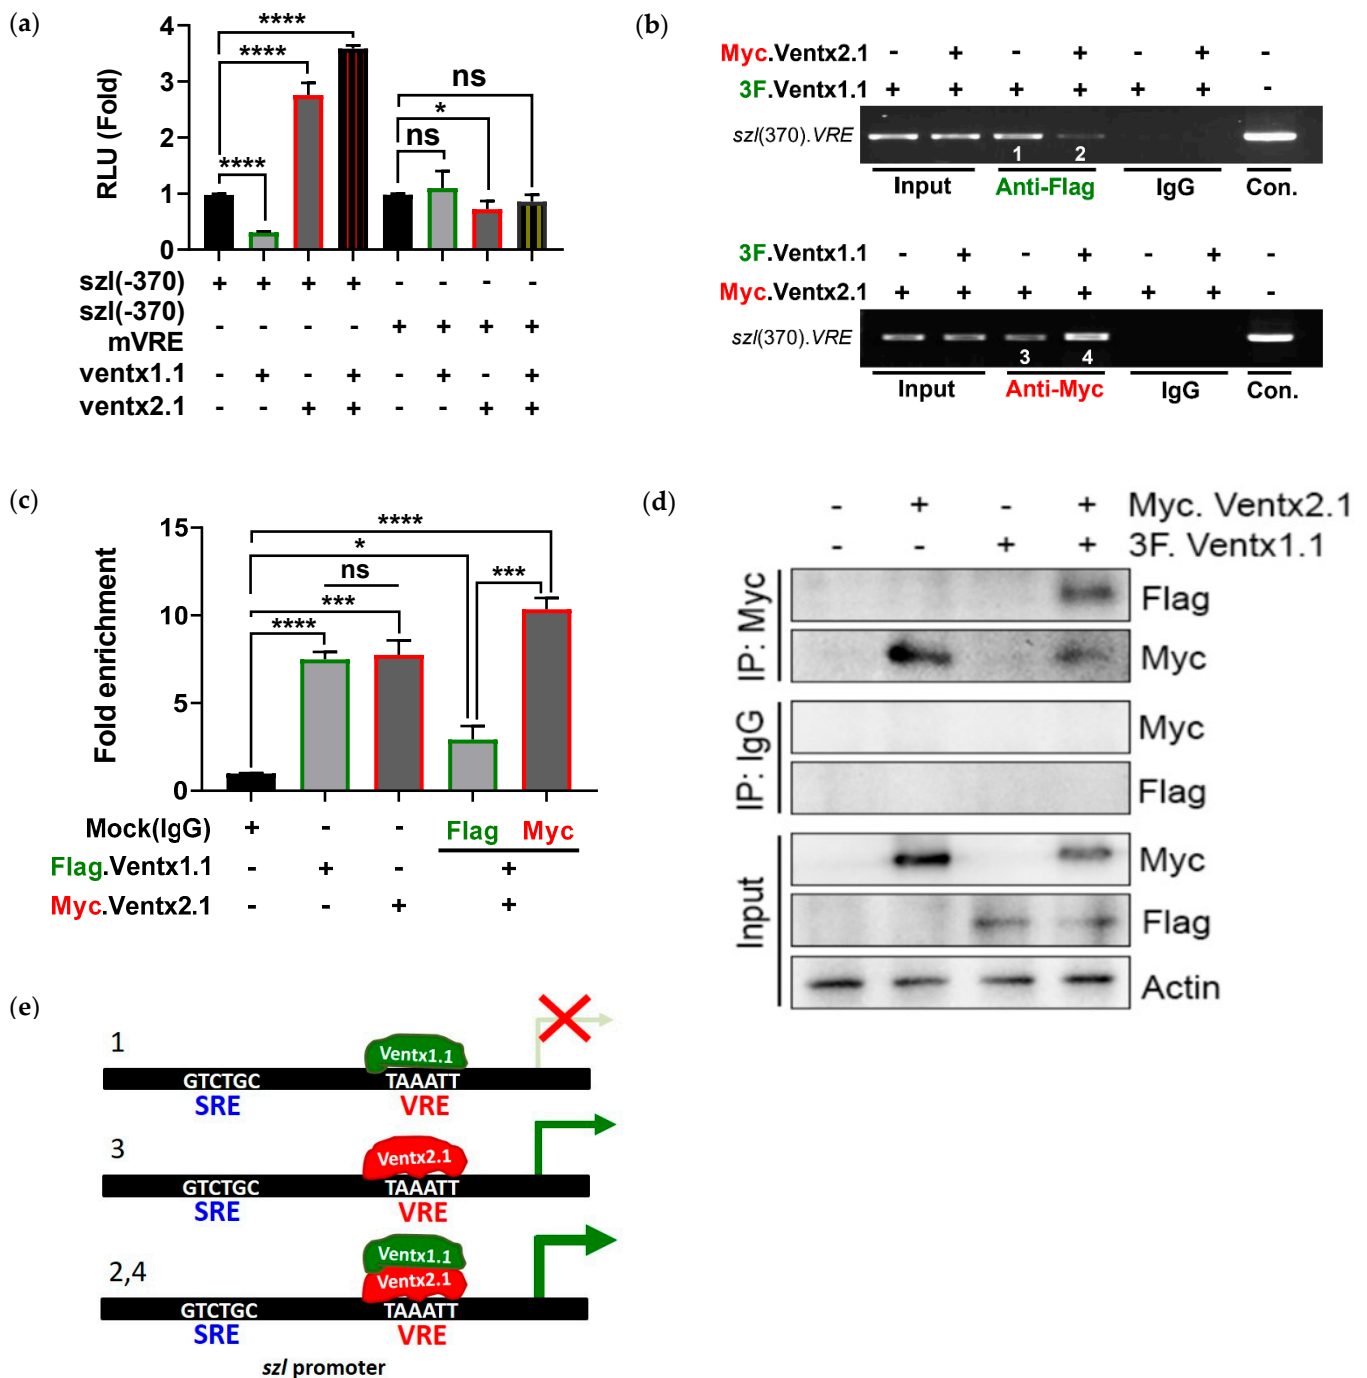 (a)
RLU (Fold)
4
3
2
1
0
****
****
****
ns
*
ns
szl(-370) + + + + - - - -
szl(-370)
mVRE - - - - + + + +
ventx1.1 - + - + - + - +
ventx2.1 - - + + - - + +
(b)
Myc.Ventx2.1 - + - + - + -
3F.Ventx1.1 + + + + + + -
szl(370).VRE
1 2
Input Anti-Flag IgG Con.
3F.Ventx1.1 - + - + - + -
Myc.Ventx2.1 + + + + + + -
szl(370).VRE
3 4
Input Anti-Myc IgG Con.
(c)
Fold enrichment
15
10
5
0
****
*
ns
***
***
****
Mock(IgG) + - - Flag Myc
Flag.Ventx1.1 - + - +
Myc.Ventx2.1 - - + +
(d)
- + - + Myc. Ventx2.1
- - + + 3F. Ventx1.1
IP: Myc
Flag
Myc
IP: IgG
Myc
Flag
Input
Myc
Flag
Actin
(e)
1
Ventx1.1
GTCTGC TAAATT
SRE VRE
3
Ventx2.1
GTCTGC TAAATT
SRE VRE
2,4
Ventx1.1
Ventx2.1
GTCTGC TAAATT
SRE VRE
szl promoter